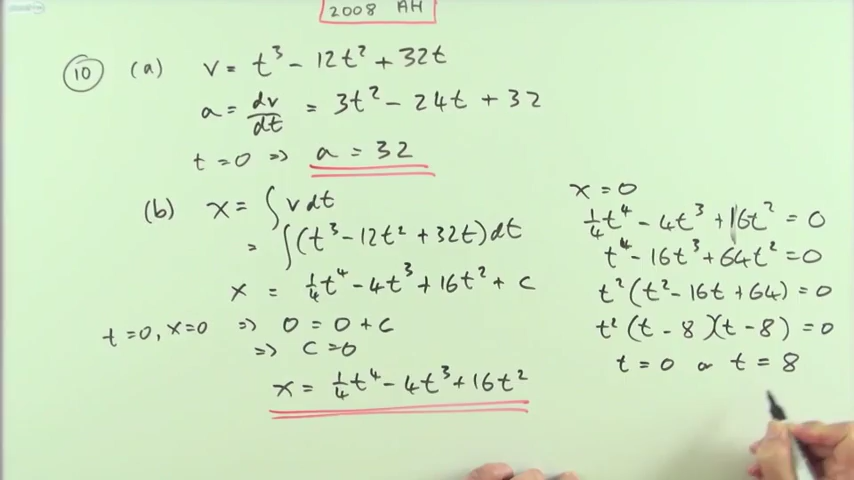 2008 AH
10 (a) v = t³ - 12t² + 32t
a = dv/dt = 3t² - 24t + 32
t = 0 => a = 32
(b) x = ∫ v dt
= ∫(t³ - 12t² + 32t) dt
x = ¼t⁴ - 4t³ + 16t² + c
t = 0, x = 0 => 0 = 0 + c
=> c = 0
x = ¼t⁴ - 4t³ + 16t²
x = 0
¼t⁴ - 4t³ + 16t² = 0
t⁴ - 16t³ + 64t² = 0
t²(t² - 16t + 64) = 0
t²(t - 8)(t - 8) = 0
t = 0 or t = 8